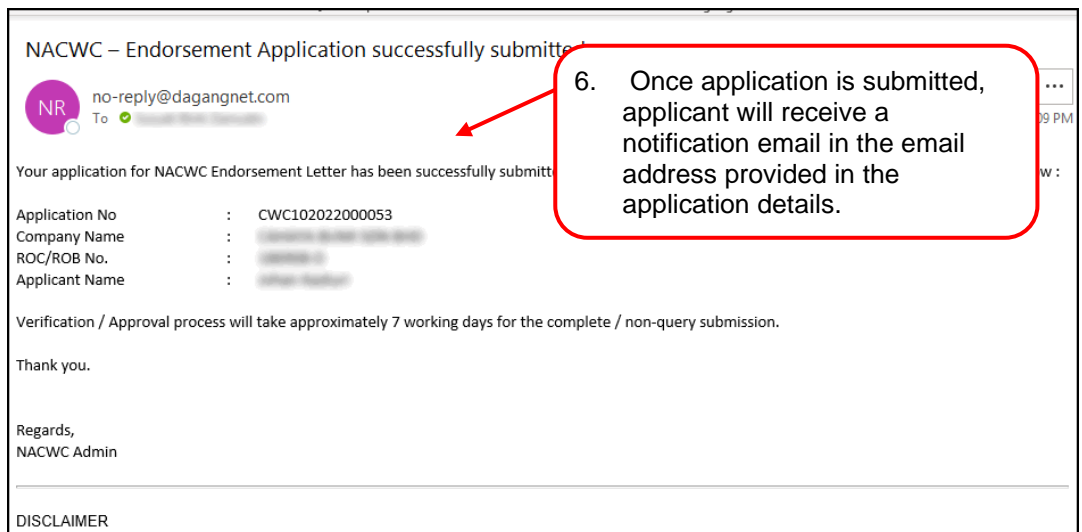 NACWC – Endorsement Application successfully submitted
NR
no-reply@dagangnet.com
To
...
09 PM
6. Once application is submitted,
applicant will receive a
notification email in the email
address provided in the
application details.
Your application for NACWC Endorsement Letter has been successfully submitt
w :
Application No : CWC102022000053
Company Name :
ROC/ROB No. :
Applicant Name :
Verification / Approval process will take approximately 7 working days for the complete / non-query submission.
Thank you.
Regards,
NACWC Admin
DISCLAIMER